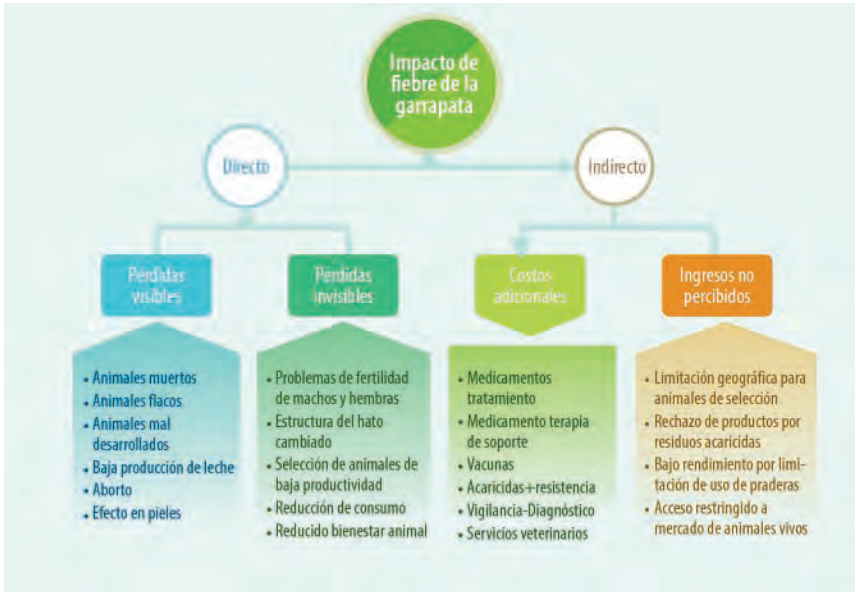 Impacto de
fiebre de la
garrapata
Directo
Indirecto
Perdidas
visibles
Perdidas
invisibles
Costos
adicionales
Ingresos no
percibidos
• Animales muertos
• Animales flacos
• Animales mal
desarrollados
• Baja producción de leche
• Aborto
• Efecto en pieles
• Problemas de fertilidad
de machos y hembras
• Estructura del hato
cambiado
• Selección de animales de
baja productividad
• Reducción de consumo
• Reducido bienestar animal
• Medicamentos
tratamiento
• Medicamento terapia
de soporte
• Vacunas
• Acaricidas+resistencia
• Vigilancia-Diagnóstico
• Servicios veterinarios
• Limitación geográfica para
animales de selección
• Rechazo de productos por
residuos acaricidas
• Bajo rendimiento por limi-
tación de uso de praderas
• Acceso restringido a
mercado de animales vivos